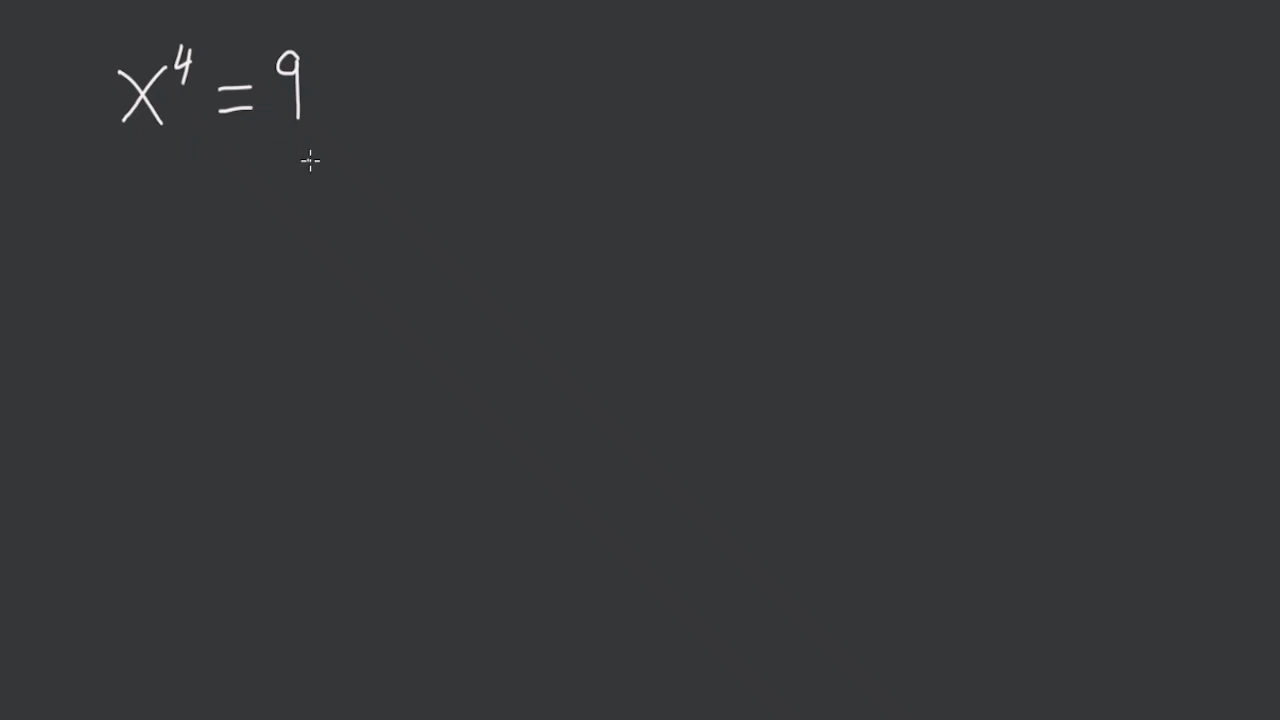 x⁴ = 9